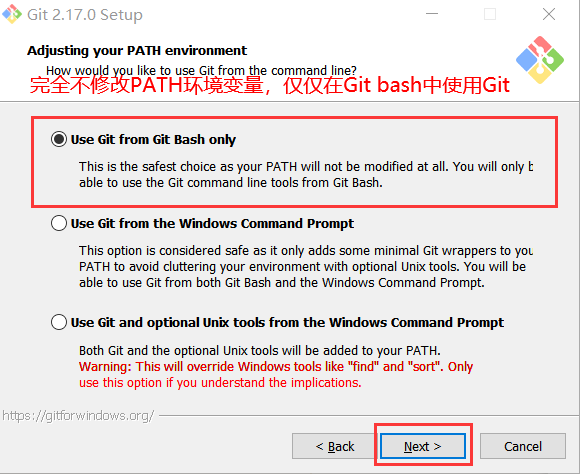 Git 2.17.0 Setup
Adjusting your PATH environment
How would you like to use Git from the command line?
完全不修改PATH环境变量，仅仅在Git bash中使用Git
Use Git from Git Bash only
This is the safest choice as your PATH will not be modified at all. You will only b
able to use the Git command line tools from Git Bash.
Use Git from the Windows Command Prompt
This option is considered safe as it only adds some minimal Git wrappers to you
PATH to avoid cluttering your environment with optional Unix tools. You will be
able to use Git from both Git Bash and the Windows Command Prompt.
Use Git and optional Unix tools from the Windows Command Prompt
Both Git and the optional Unix tools will be added to your PATH.
Warning: This will override Windows tools like "find" and "sort". Only
use this option if you understand the implications.
https://gitforwindows.org/
< Back
Next >
Cancel